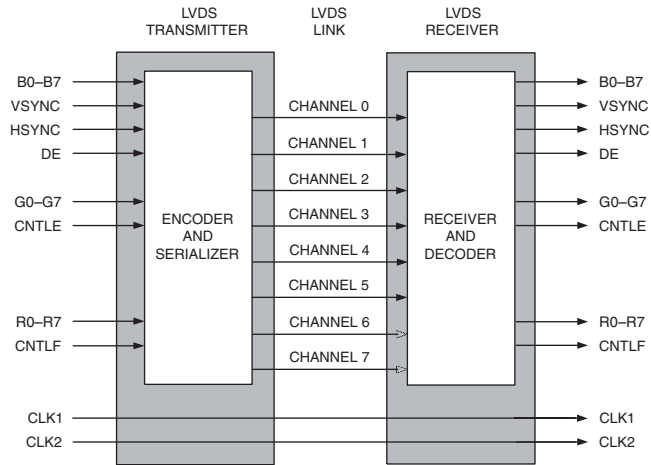 LVDS
TRANSMITTER
LVDS
LINK
LVDS
RECEIVER
B0–B7
VSYNC
HSYNC
DE
G0–G7
CNTLE
R0–R7
CNTLF
CLK1
CLK2
ENCODER
AND
SERIALIZER
CHANNEL 0
CHANNEL 1
CHANNEL 2
CHANNEL 3
CHANNEL 4
CHANNEL 5
CHANNEL 6
CHANNEL 7
RECEIVER
AND
DECODER
B0–B7
VSYNC
HSYNC
DE
G0–G7
CNTLE
R0–R7
CNTLF
CLK1
CLK2